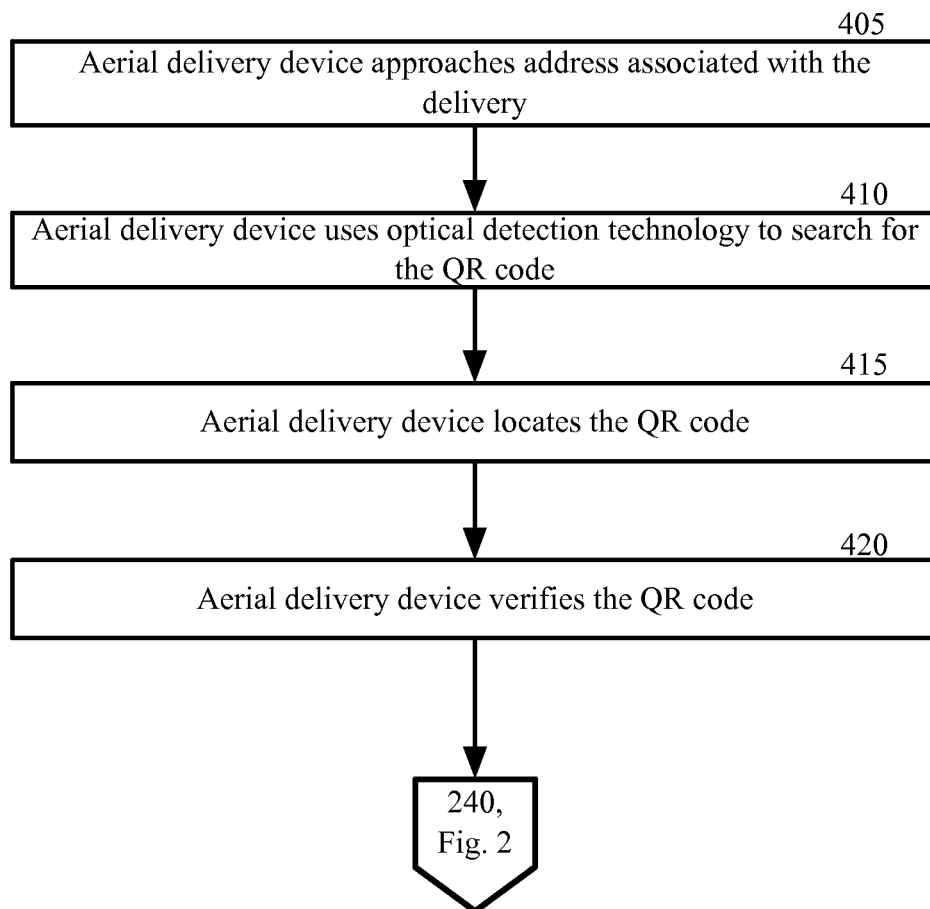 405
Aerial delivery device approaches address associated with the
delivery
410
Aerial delivery device uses optical detection technology to search for
the QR code
415
Aerial delivery device locates the QR code
420
Aerial delivery device verifies the QR code
240,
Fig. 2